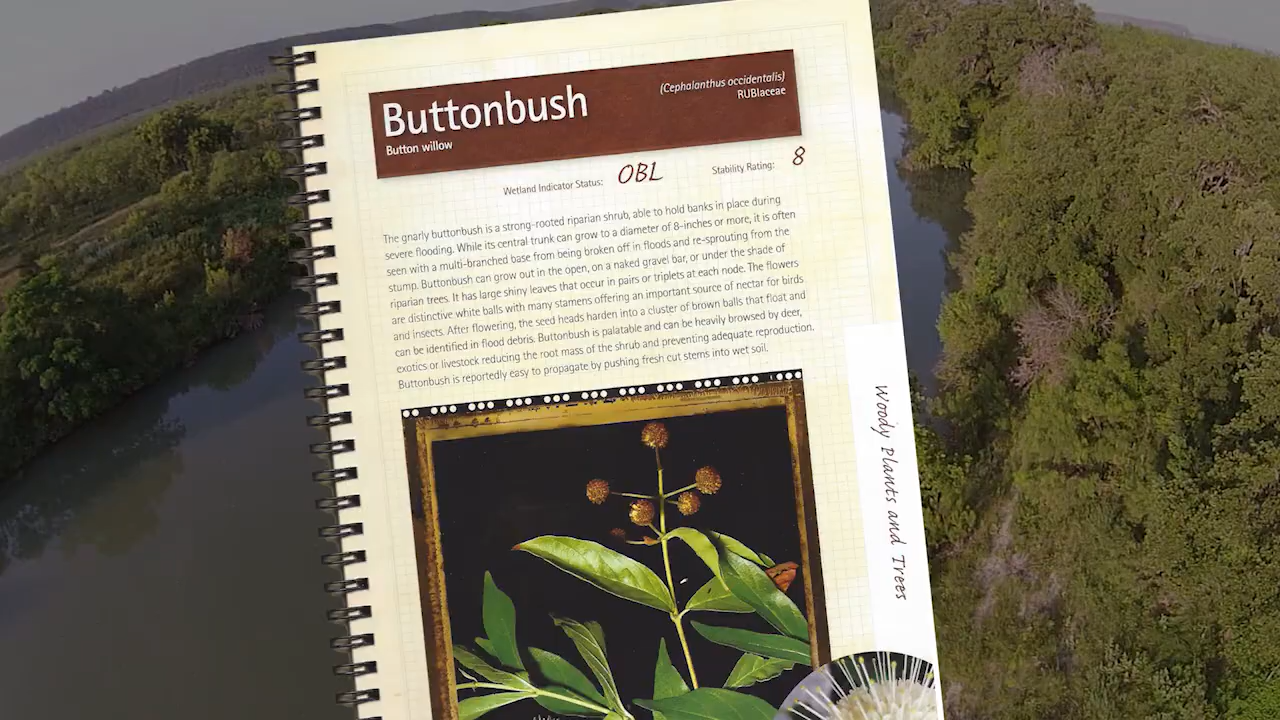 Buttonbush
(Cephalanthus occidentalis)
RUBIaceae
Button willow
Wetland Indicator Status: OBL
Stability Rating: 8
The gnarly buttonbush is a strong-rooted riparian shrub, able to hold banks in place during
severe flooding. While its central trunk can grow to a diameter of 8-inches or more, it is often
seen with a multi-branched base from being broken off in floods and re-sprouting from the
stump. Buttonbush can grow out in the open, on a naked gravel bar, or under the shade of
riparian trees. It has large shiny leaves that occur in pairs or triplets at each node. The flowers
are distinctive white balls with many stamens offering an important source of nectar for birds
and insects. After flowering, the seed heads harden into a cluster of brown balls that float and
can be identified in flood debris. Buttonbush is palatable and can be heavily browsed by deer,
exotics or livestock reducing the root mass of the shrub and preventing adequate reproduction.
Buttonbush is reportedly easy to propagate by pushing fresh cut stems into wet soil.
Woody Plants and Trees